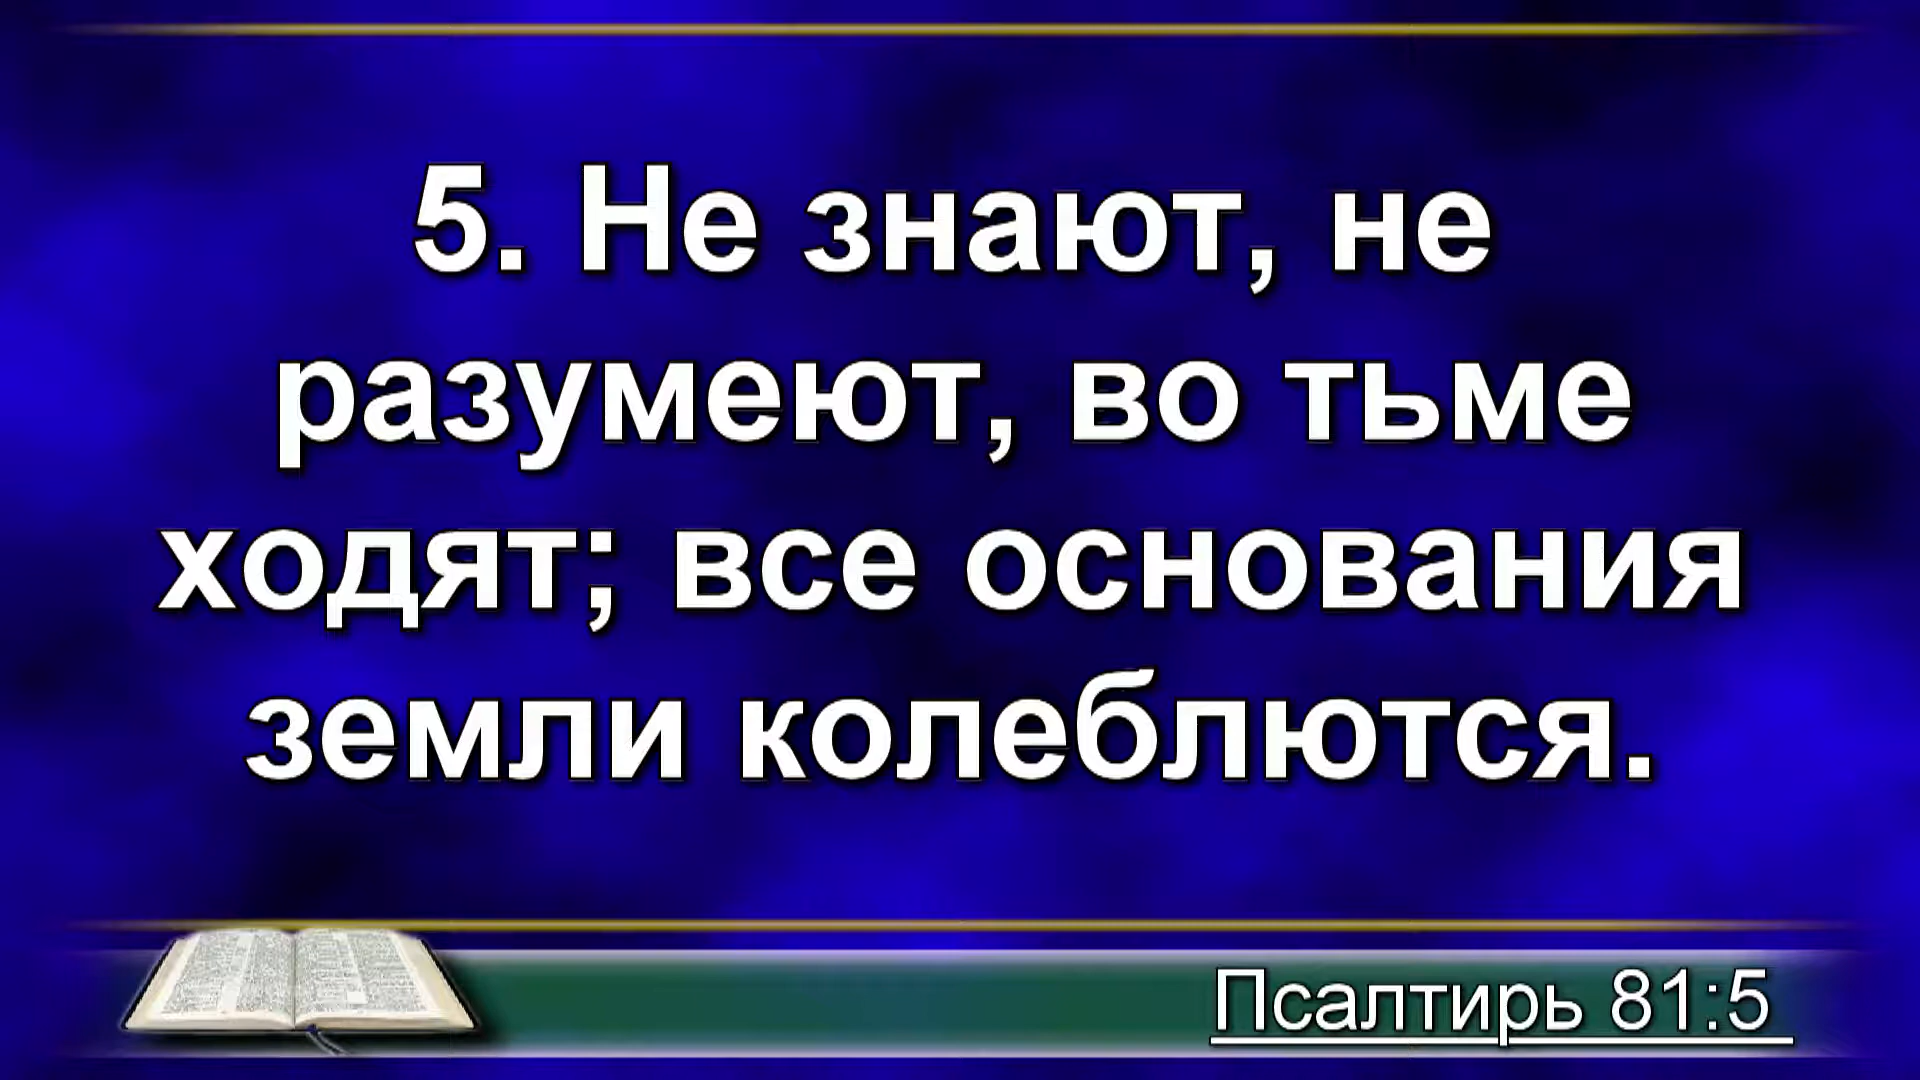 5. Не знают, не
разумеют, во тьме
ходят; все основания
земли колеблются.
Псалтирь 81:5